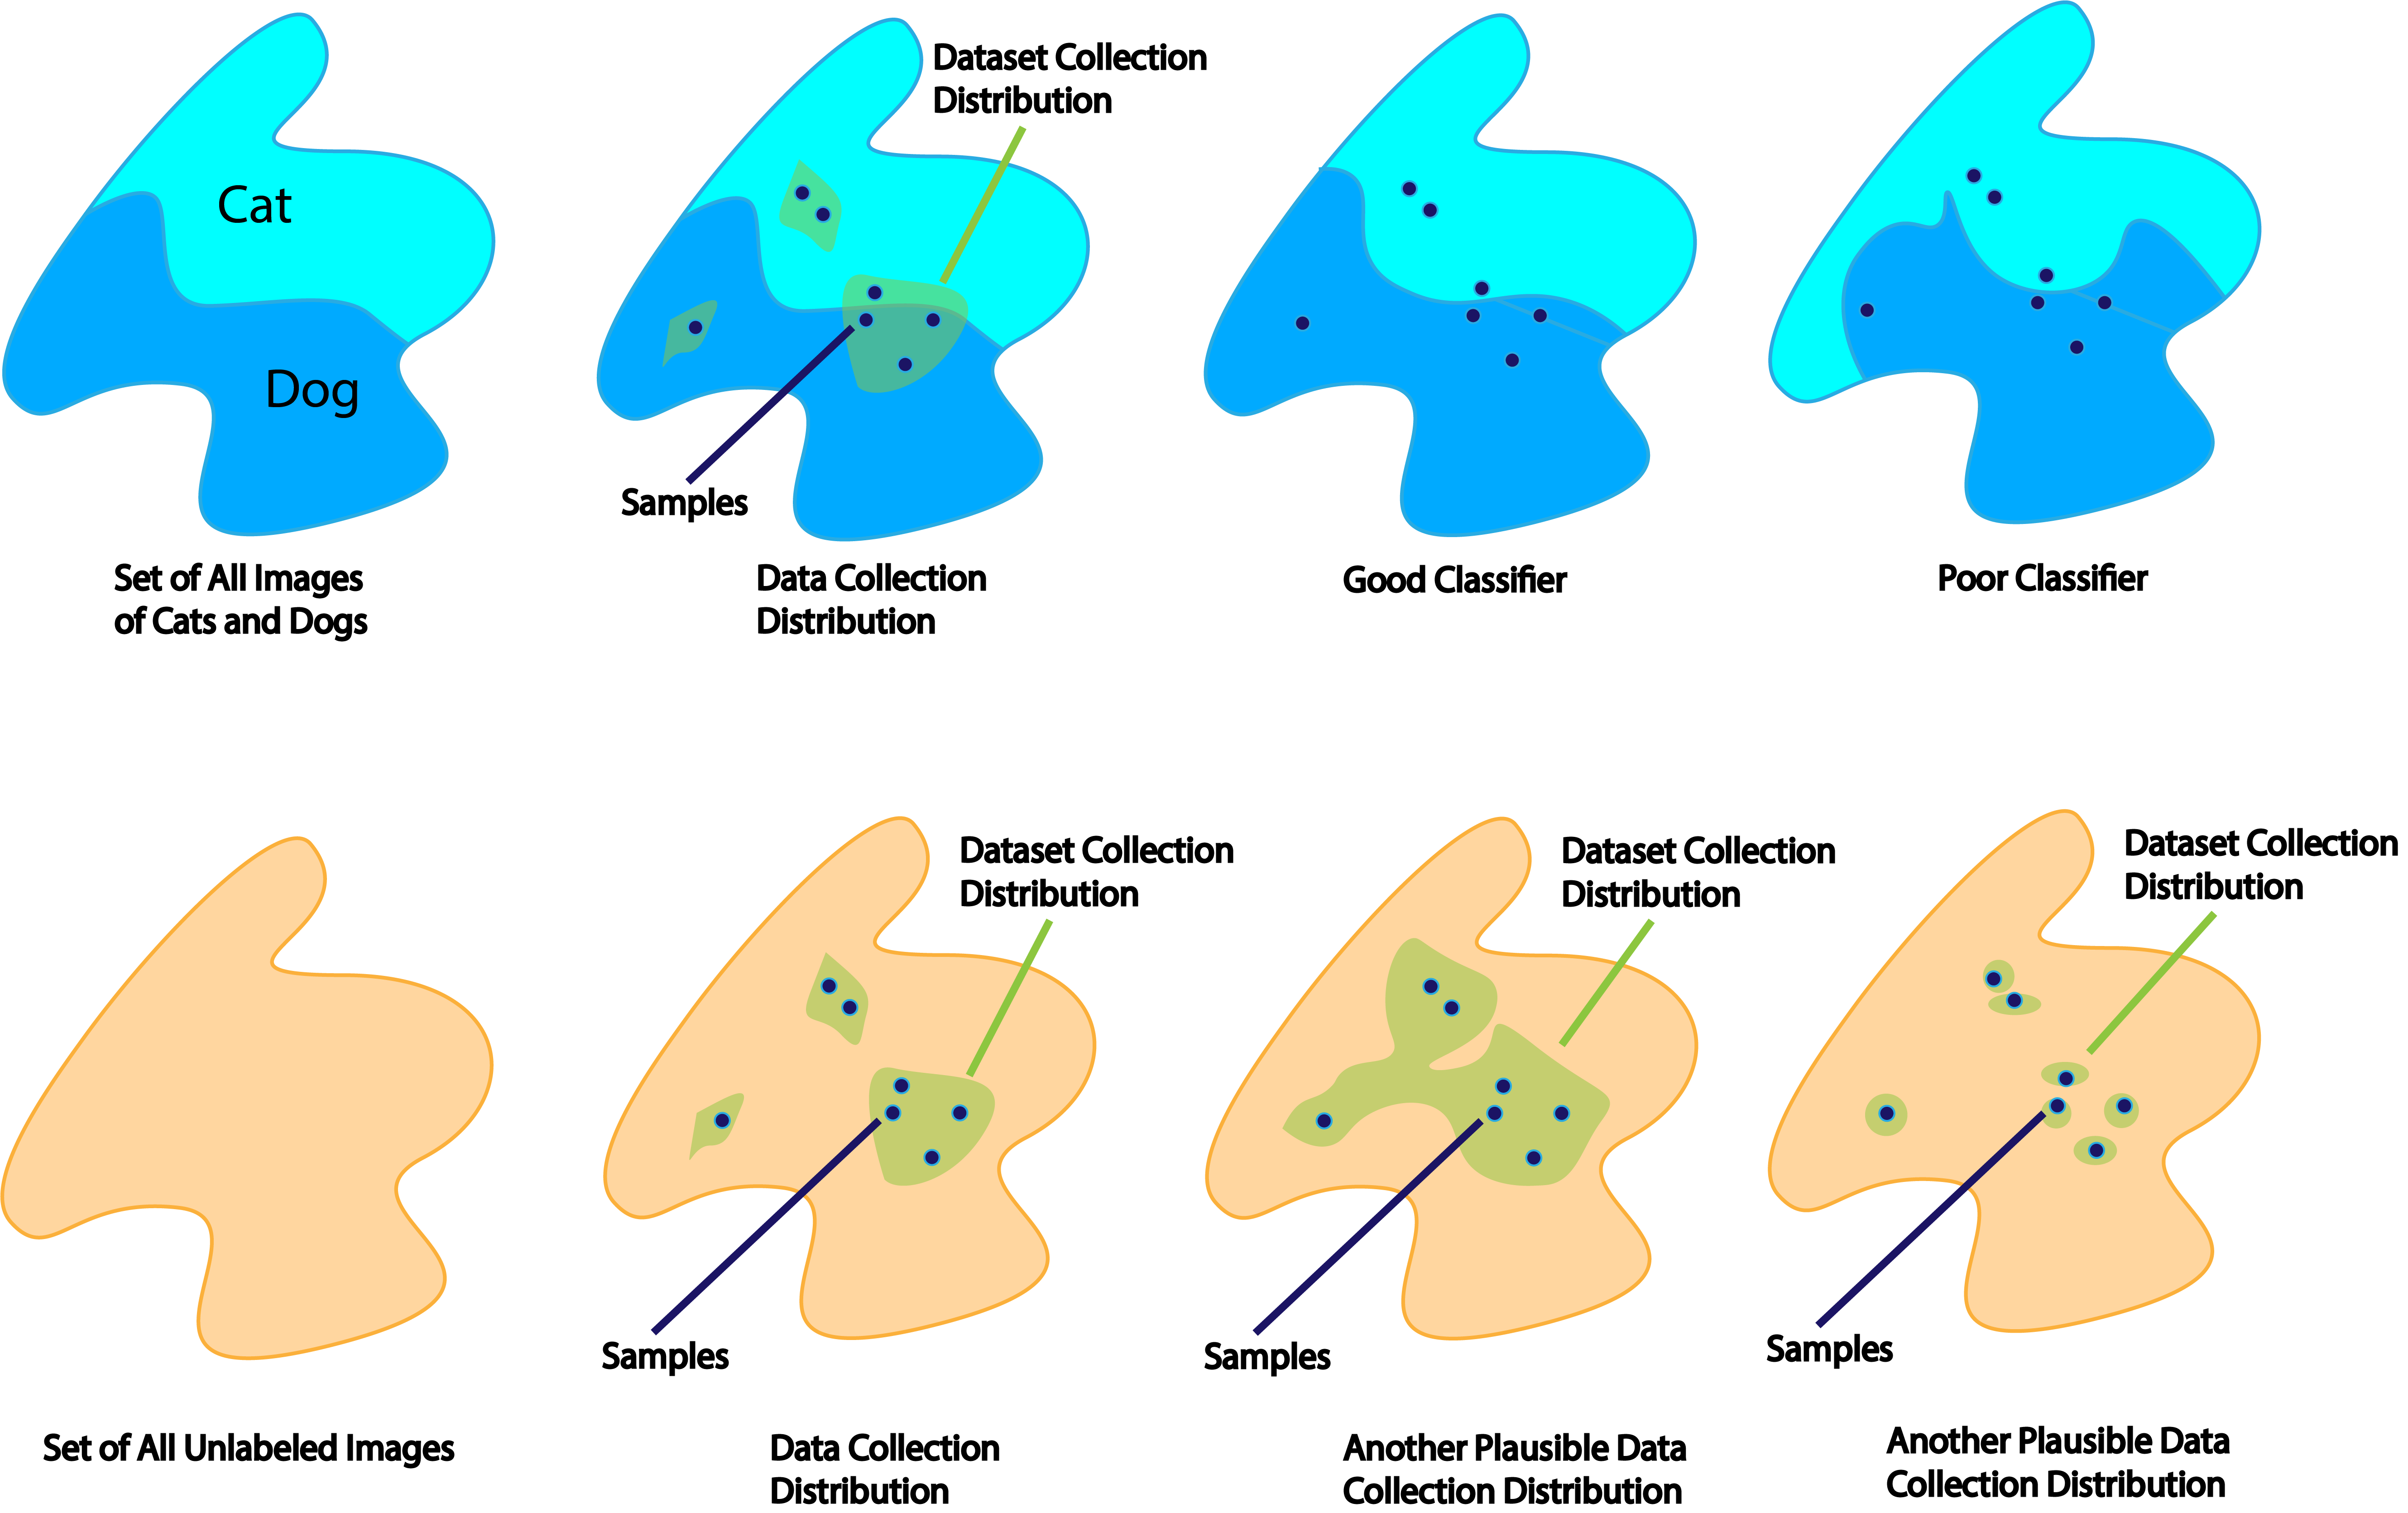 Dataset Collection
Distribution
Cat
Dog
Samples
Set of All Images
of Cats and Dogs
Data Collection
Distribution
Good Classifier
Poor Classifier
Dataset Collection
Distribution
Dataset Collection
Distribution
Dataset Collection
Distribution
Samples
Samples
Samples
Set of All Unlabeled Images
Data Collection
Distribution
Another Plausible Data
Collection Distribution
Another Plausible Data
Collection Distribution